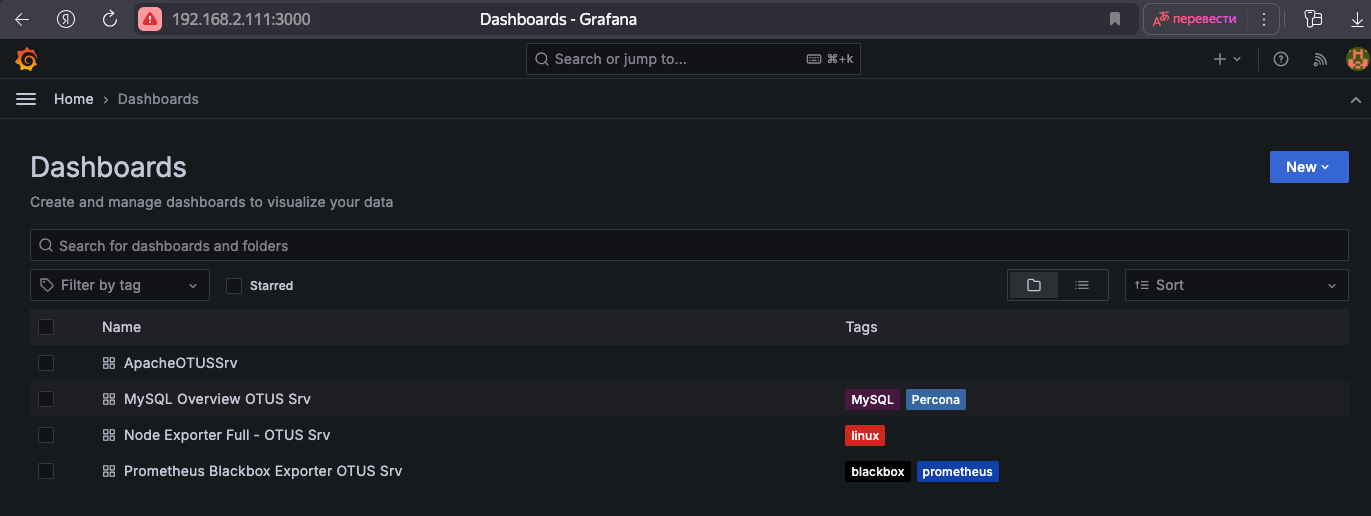 192.168.2.111:3000 Dashboards - Grafana перевести
Search or jump to... ⌘+k
Home › Dashboards
Dashboards
New
Create and manage dashboards to visualize your data
Search for dashboards and folders
Filter by tag Starred Sort
Name Tags
ApacheOTUSSrv
MySQL Overview OTUS Srv MySQL Percona
Node Exporter Full - OTUS Srv linux
Prometheus Blackbox Exporter OTUS Srv blackbox prometheus